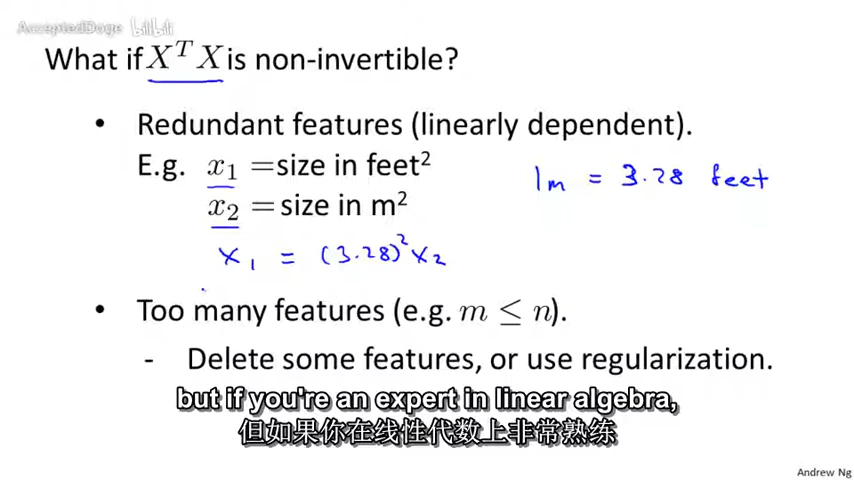 AcceptedDoge bilibili
What if X^T X is non-invertible?
• Redundant features (linearly dependent).
E.g. x₁ = size in feet²
1m = 3.28 feet
x₂ = size in m²
x₁ = (3.28)² x₂
• Too many features (e.g. m ≤ n).
- Delete some features, or use regularization.
but if you're an expert in linear algebra,
但如果你在线性代数上非常熟练
Andrew Ng